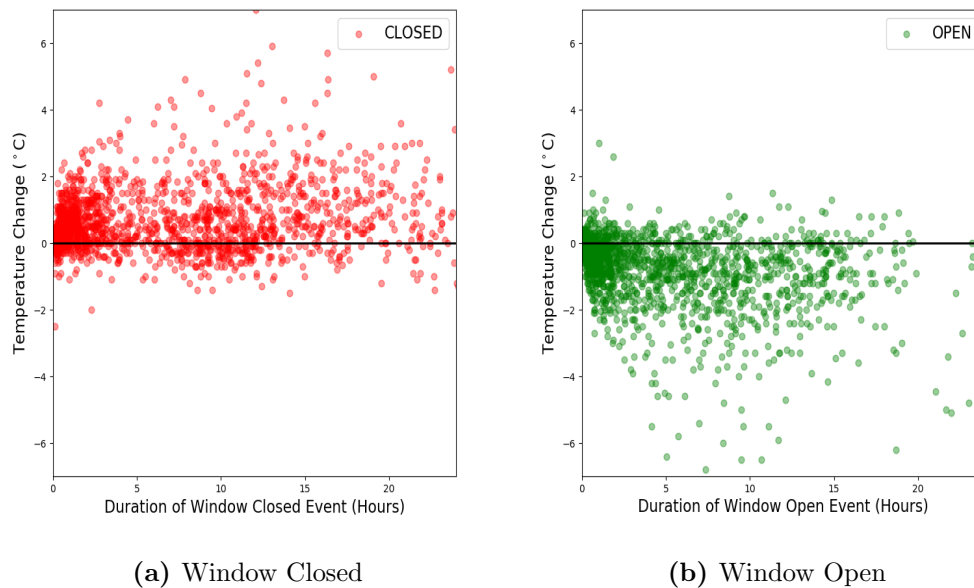 CLOSED
6
4
2
0
−2
−4
−6
Temperature Change (°C)
0 5 10 15 20
Duration of Window Closed Event (Hours)
(a) Window Closed
OPEN
6
4
2
0
−2
−4
−6
Temperature Change (°C)
0 5 10 15 20
Duration of Window Open Event (Hours)
(b) Window Open